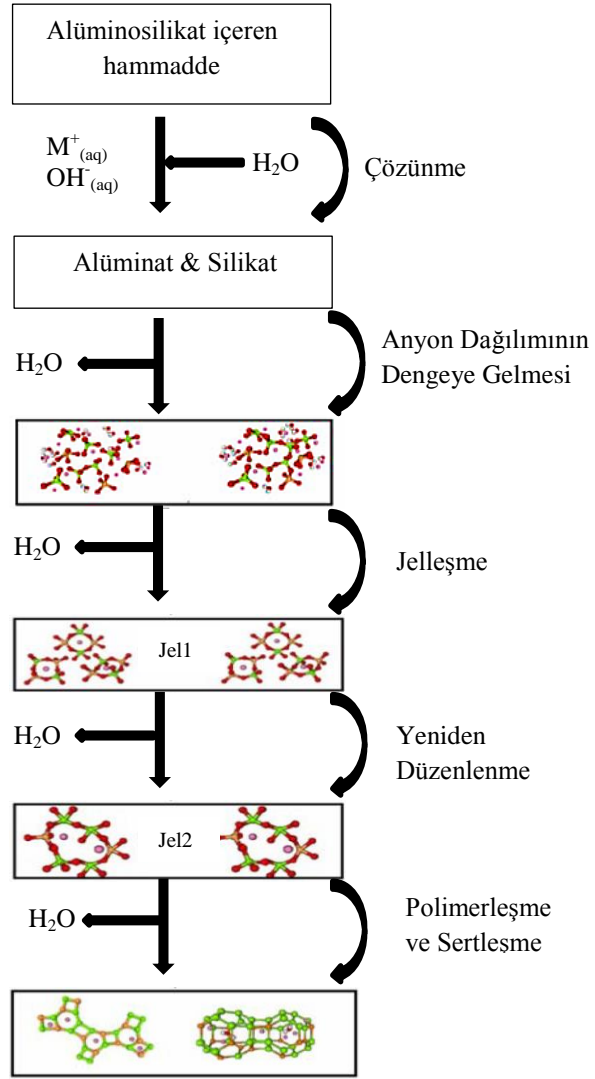 Alüminosilikat içeren
hammadde
M⁺₍aq₎
OH⁻₍aq₎
H₂O
Çözünme
Alüminat & Silikat
H₂O
Anyon Dağılımının
Dengeye Gelmesi
H₂O
Jelleşme
Jel1
H₂O
Yeniden
Düzenlenme
Jel2
H₂O
Polimerleşme
ve Sertleşme